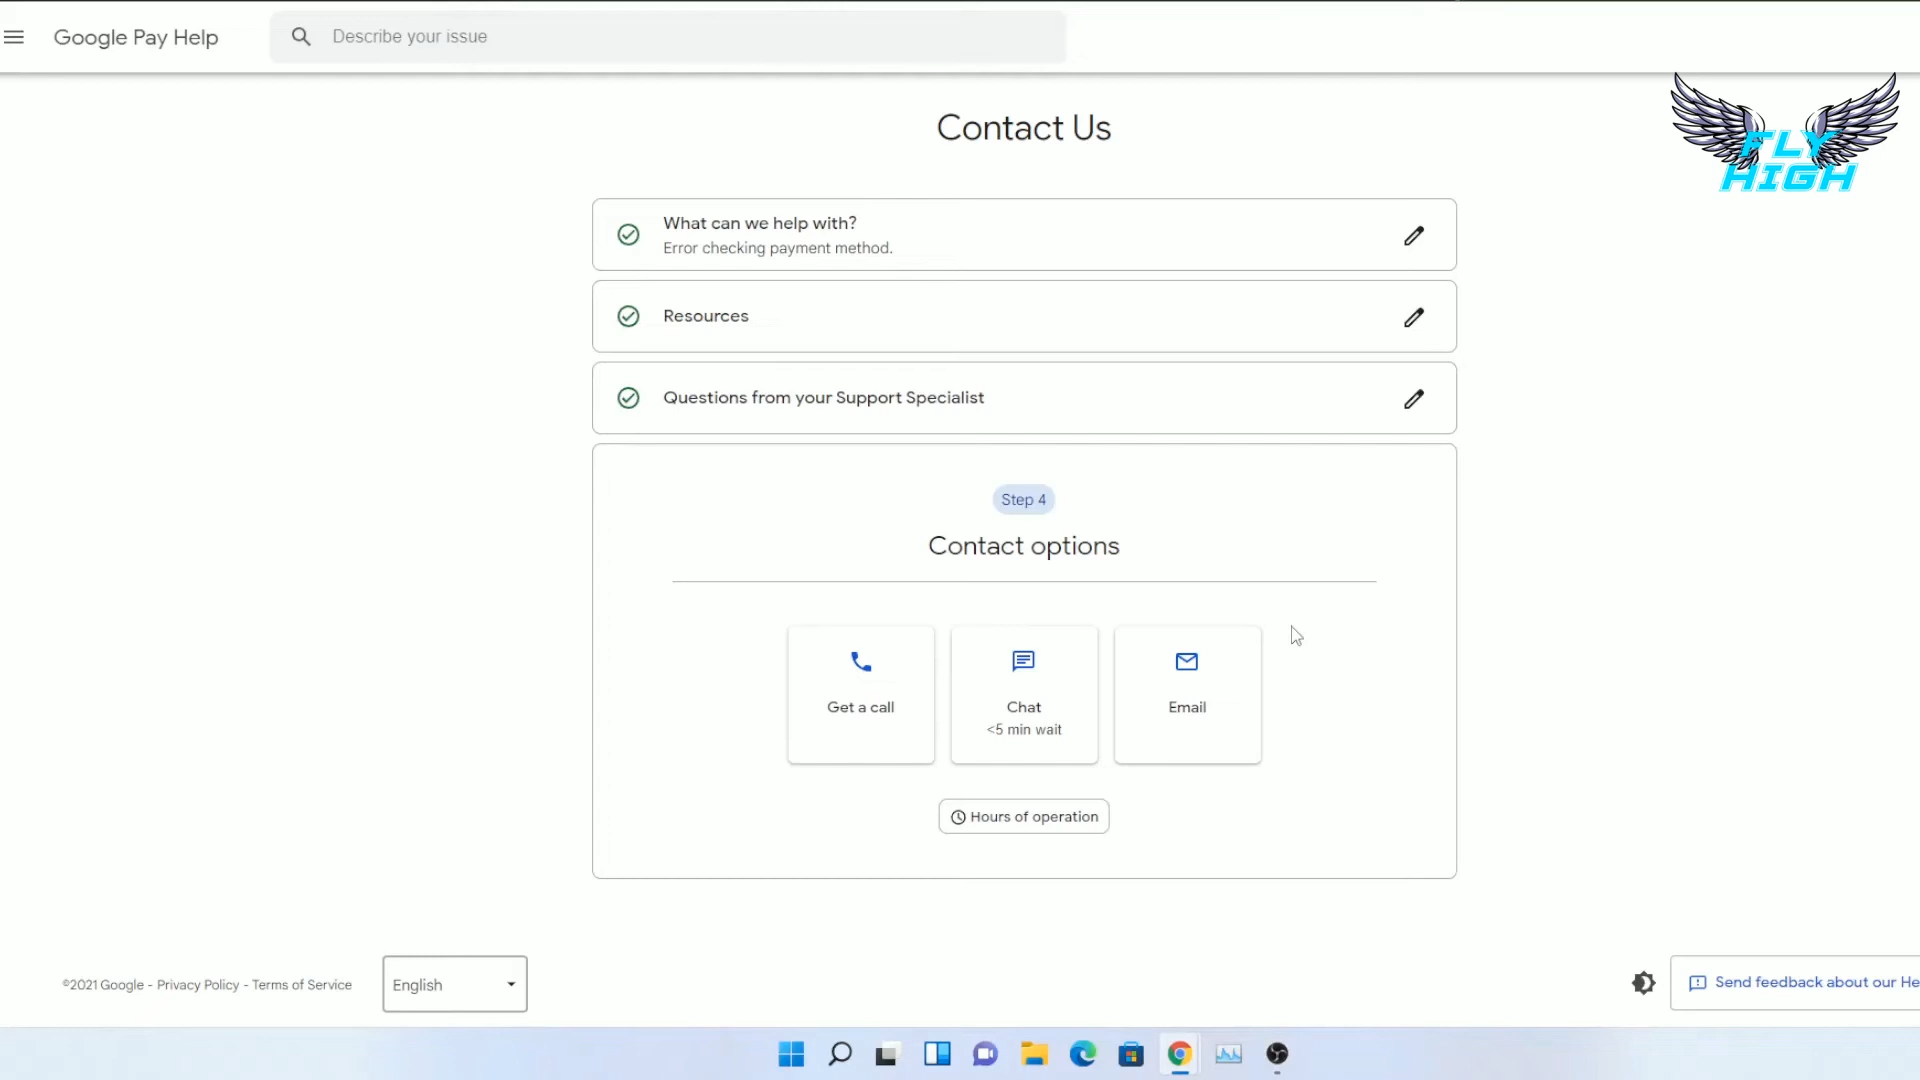 Google Pay Help
Describe your issue
FLY
HIGH
Contact Us
What can we help with?
Error checking payment method.
Resources
Questions from your Support Specialist
Step 4
Contact options
Get a call
Chat
<5 min wait
Email
Hours of operation
©2021 Google - Privacy Policy - Terms of Service
English
Send feedback about our He